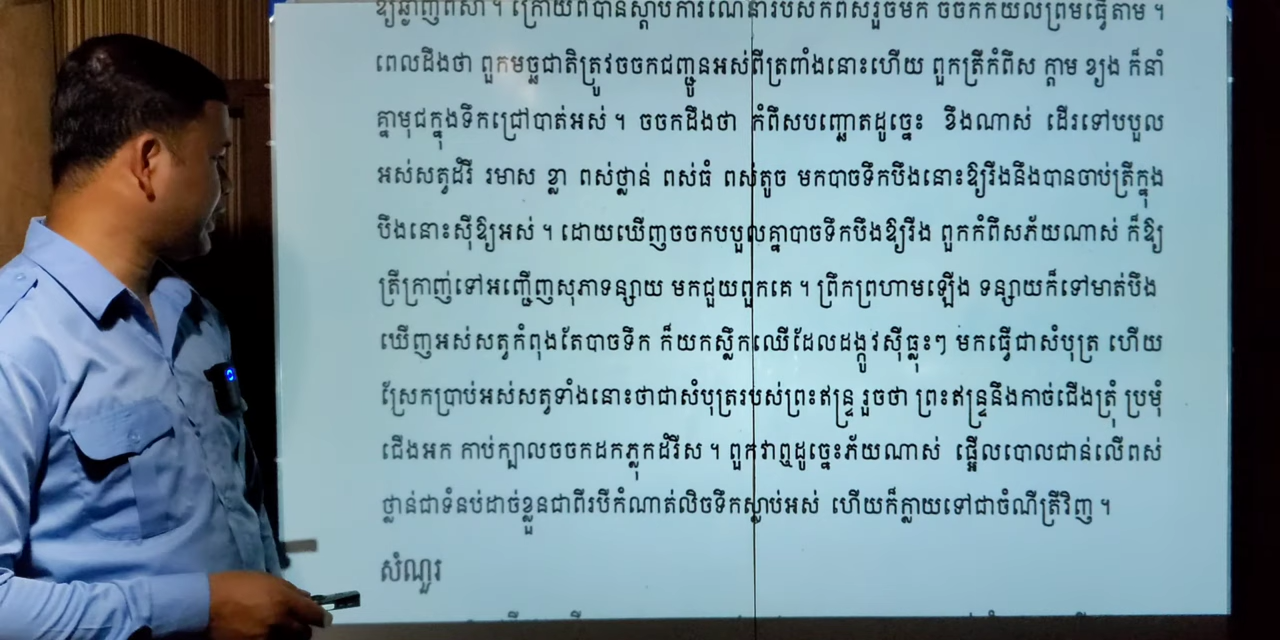 ឱ្យឆ្លាញ់ពិសា ។ ក្រោយពីបានស្ដាប់ការណែនាំរបស់កំពិសរួចមក ចចកក៏យល់ព្រមធ្វើតាម ។
ពេលដឹងថា ពួកមច្ឆជាតិត្រូវចចកជញ្ជូនអស់ពីត្រពាំងនោះហើយ ពួកត្រីកំពិស ក្ដាម ខ្យង ក៏នាំ
គ្នាមុជក្នុងទឹកជ្រៅបាត់អស់ ។ ចចកដឹងថា កំពឹសបញ្ឆោតដូច្នេះ ខឹងណាស់ ដើរទៅបបួល
អស់សត្វដំរី រមាស ខ្លា ពស់ថ្លាន់ ពស់ធំ ពស់តូច មកបាចទឹកបឹងនោះឱ្យរីងនឹងបានចាប់ត្រីក្នុង
បឹងនោះស៊ីឱ្យអស់ ។ ដោយឃើញចចកបបួលគ្នាបាចទឹកបឹងឱ្យរីង ពួកកំពឹសភ័យណាស់ ក៏ឱ្យ
ត្រីក្រាញ់ទៅអញ្ជើញសុភាទន្សាយ មកជួយពួកគេ ។ ព្រឹកព្រហាមឡើង ទន្សាយក៏ទៅមាត់បឹង
ឃើញអស់សត្វកំពុងតែបាចទឹក ក៏យកស្លឹកឈើដែលដង្កូវស៊ីធ្លុះៗ មកធ្វើជាសំបុត្រ ហើយ
ស្រែកប្រាប់អស់សត្វទាំងនោះថាជាសំបុត្ររបស់ព្រះឥន្ទ្រ រួចថា ព្រះឥន្ទ្រនឹងកាច់ជើងត្រុំ ប្រមុំ
ជើងអក កាប់ក្បាលចចកដកភ្លុកដំរីស ។ ពួកវាឮដូច្នេះភ័យណាស់ ផ្អើលបោលជាន់លើពស់
ថ្លាន់ជាទំនប់ដាច់ខ្លួនជាពីរបីកំណាត់លិចទឹកស្លាប់អស់ ហើយក៏ក្លាយទៅជាចំណីត្រីវិញ ។
សំណួរ